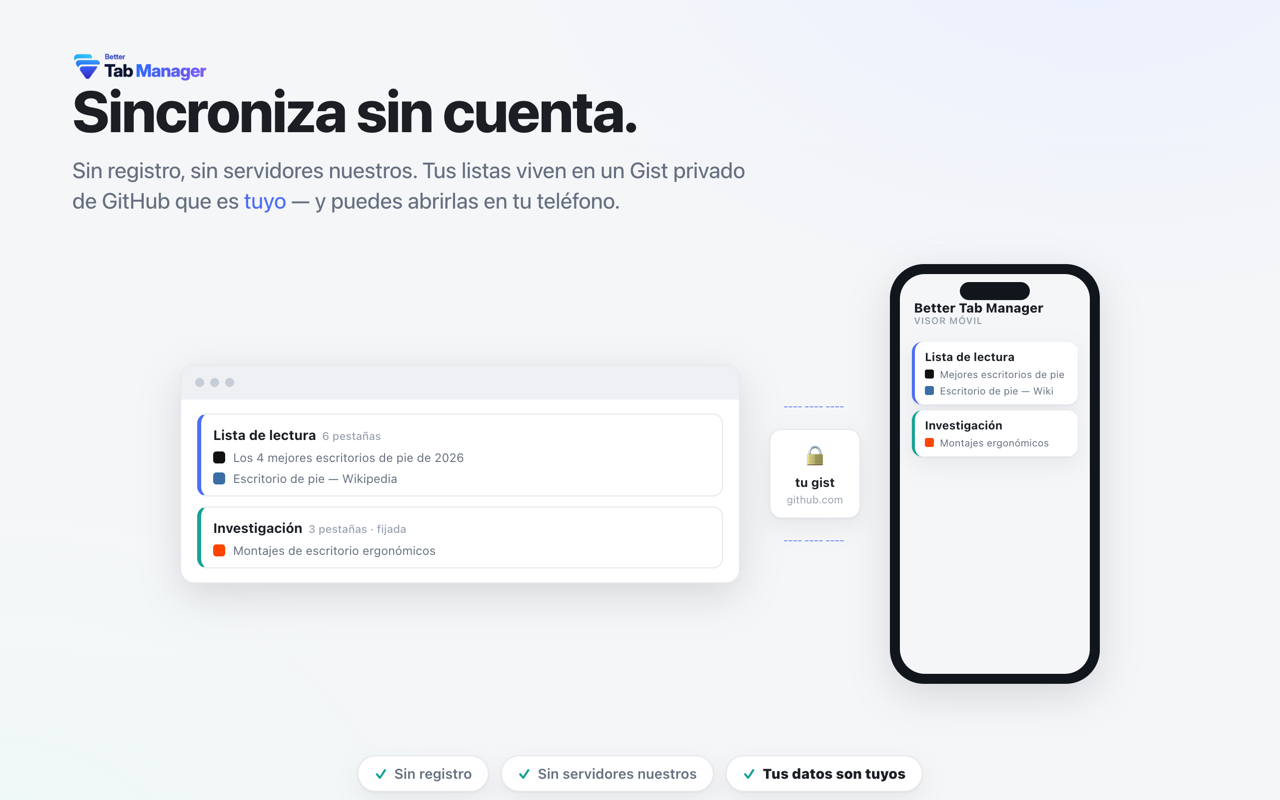 Better
Tab Manager
Sincroniza sin cuenta.
Sin registro, sin servidores nuestros. Tus listas viven en un Gist privado
de GitHub que es tuyo — y puedes abrirlas en tu teléfono.
Lista de lectura 6 pestañas
Los 4 mejores escritorios de pie de 2026
Escritorio de pie — Wikipedia
Investigación 3 pestañas · fijada
Montajes de escritorio ergonómicos
tu gist
github.com
Better Tab Manager
VISOR MÓVIL
Lista de lectura
Mejores escritorios de pie
Escritorio de pie — Wiki
Investigación
Montajes ergonómicos
Sin registro
Sin servidores nuestros
Tus datos son tuyos